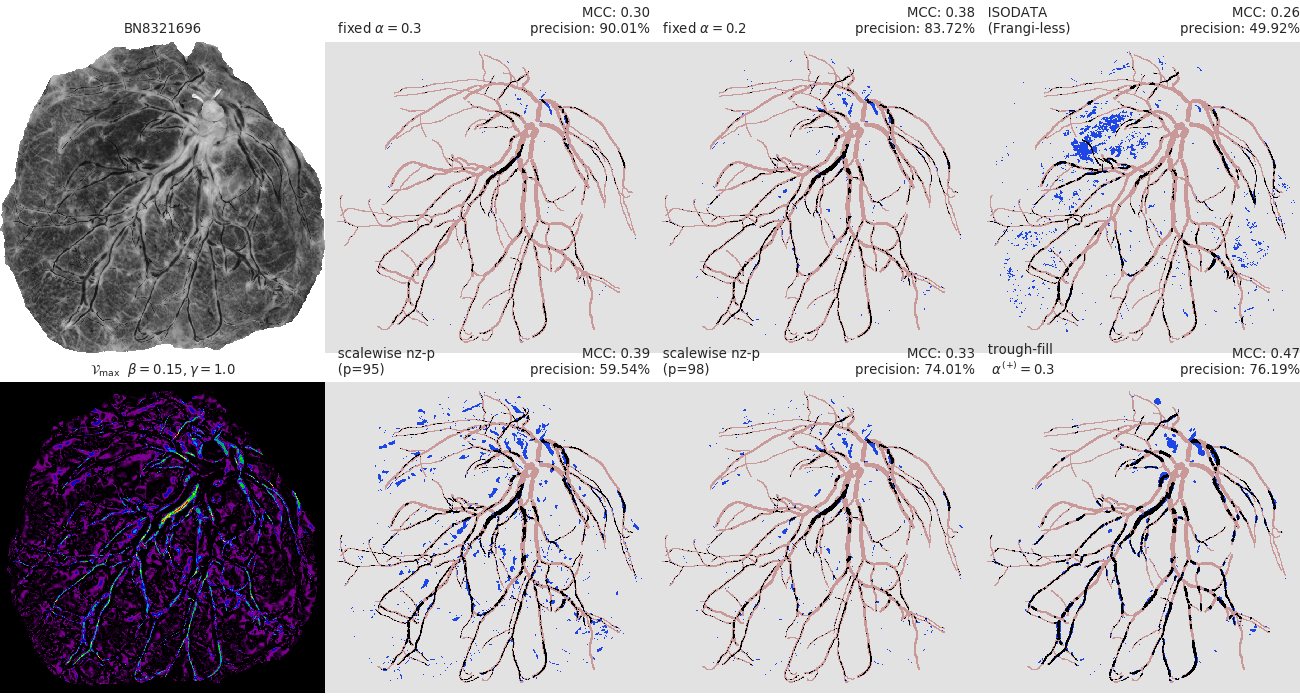 BN8321696
fixed α = 0.3
MCC: 0.30
precision: 90.01%
fixed α = 0.2
MCC: 0.38
precision: 83.72%
ISODATA
(Frangi-less)
MCC: 0.26
precision: 49.92%
𝒱max β = 0.15, γ = 1.0
scalewise nz-p
(p=95)
MCC: 0.39
precision: 59.54%
scalewise nz-p
(p=98)
MCC: 0.33
precision: 74.01%
trough-fill
α(+) = 0.3
MCC: 0.47
precision: 76.19%